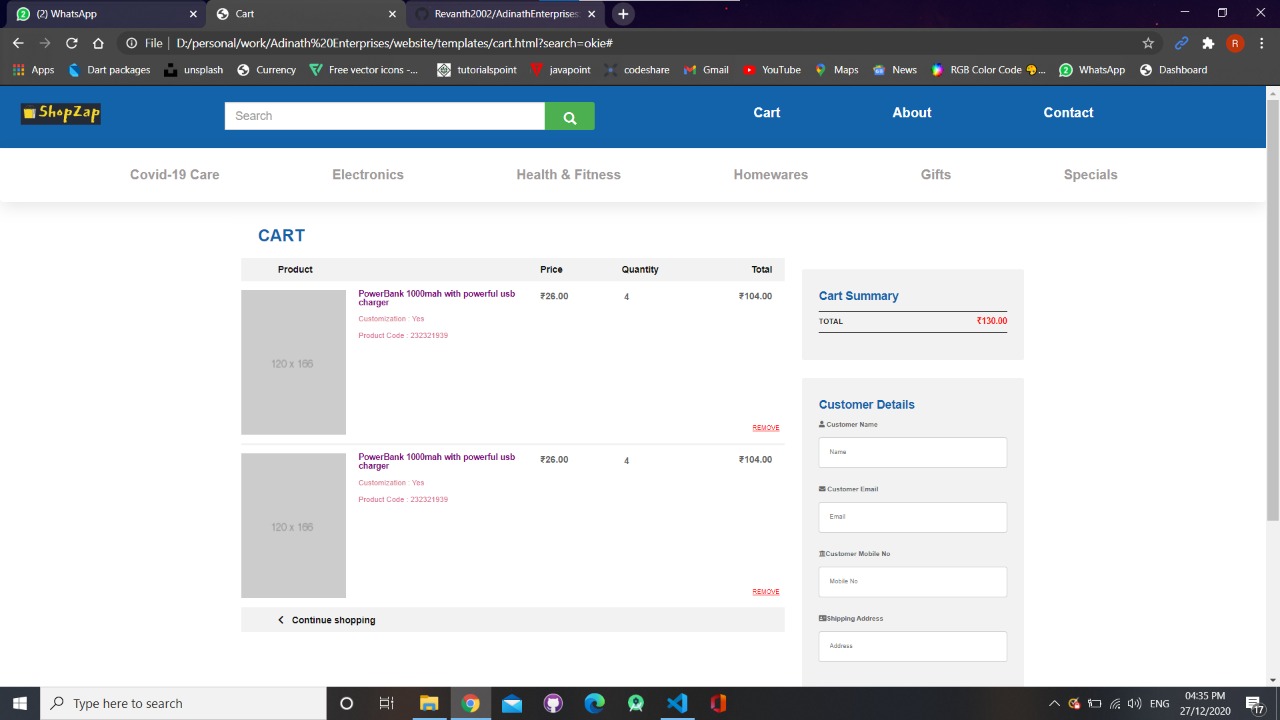 (2) WhatsApp
Currency
Revanth2002/AdinathEnterprises:
File
D:/personal/Adinath%20enterprises/workstation/cart.html?phone=okie#
R
Apps
Dart packages
unsplash
Currency
Free vector icons -...
tutorialspoint
javapoint
codeshare
Gmail
YouTube
Maps
News
RGB Color Code
WhatsApp
Dashboard
ShopZap
Search
Cart
About
Contact
Covid-19 Care
Electronics
Health & Fitness
Homewares
Gifts
Specials
CART
Product Price Quantity Total
120 x 166
PowerBank 1000mah with powerful usb
charger
₹26.00 4 ₹104.00
Customization : Yes
Product Code : 232321939
REMOVE
120 x 166
PowerBank 1000mah with powerful usb
charger
₹26.00 4 ₹104.00
Customization : Yes
Product Code : 232321939
REMOVE
Continue shopping
Cart Summary
TOTAL ₹130.00
Customer Details
Customer Name
Name
Customer Email
Email
Customer Mobile No
Mobile No
Shipping Address
Address
Type here to search
ENG
04:35 PM
27/12/2020
17